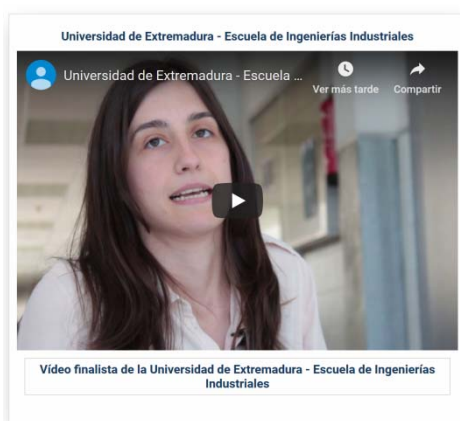 Universidad de Extremadura - Escuela de Ingenierías Industriales
Universidad de Extremadura - Escuela ...
Ver más tarde
Compartir
Vídeo finalista de la Universidad de Extremadura - Escuela de Ingenierías
Industriales